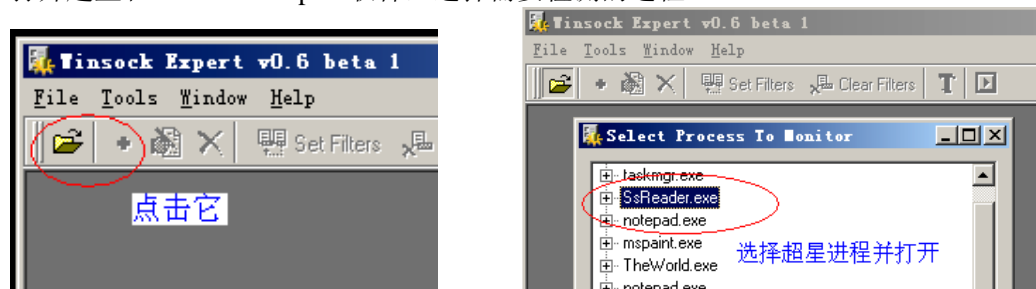 Winsock Expert v0.6 beta 1
File Tools Window Help
Set Filters
点击它
Winsock Expert v0.6 beta 1
File Tools Window Help
Set Filters Clear Filters T
Select Process To Monitor
taskmgr.exe
SsReader.exe
notepad.exe
mspaint.exe
TheWorld.exe
notepad.exe
选择超星进程并打开